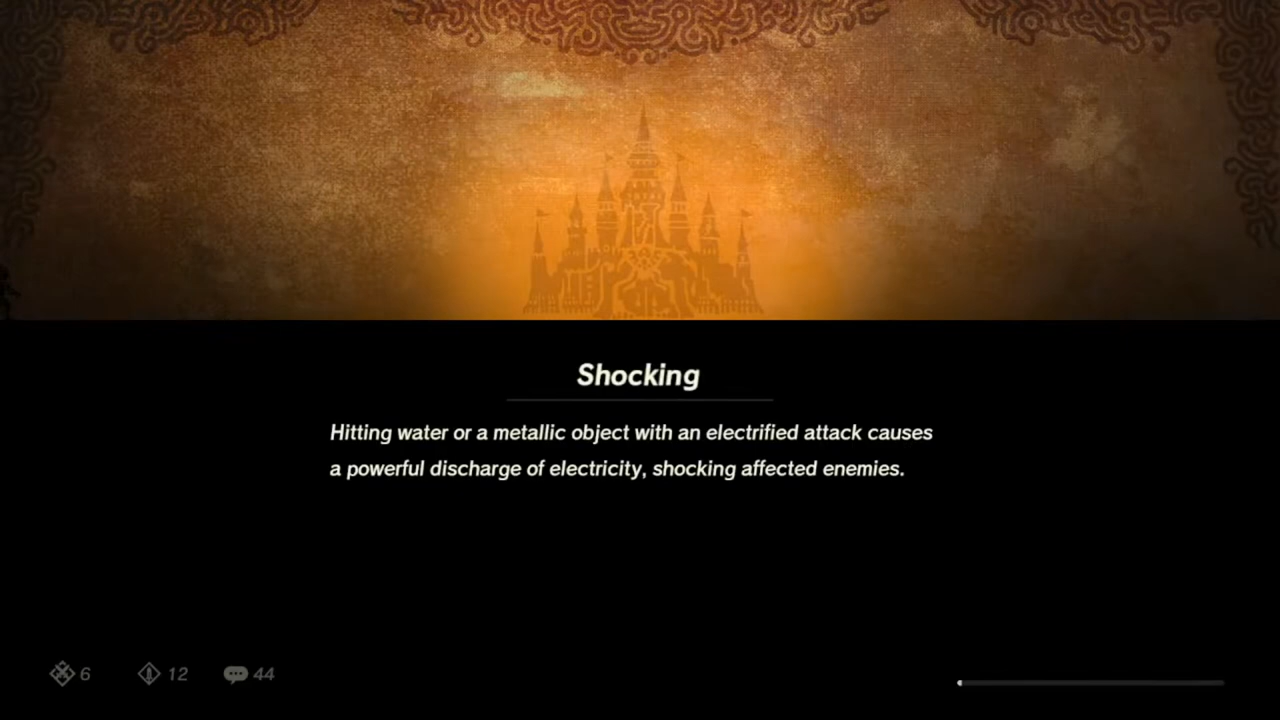 Shocking
Hitting water or a metallic object with an electrified attack causes
a powerful discharge of electricity, shocking affected enemies.
6 12 44